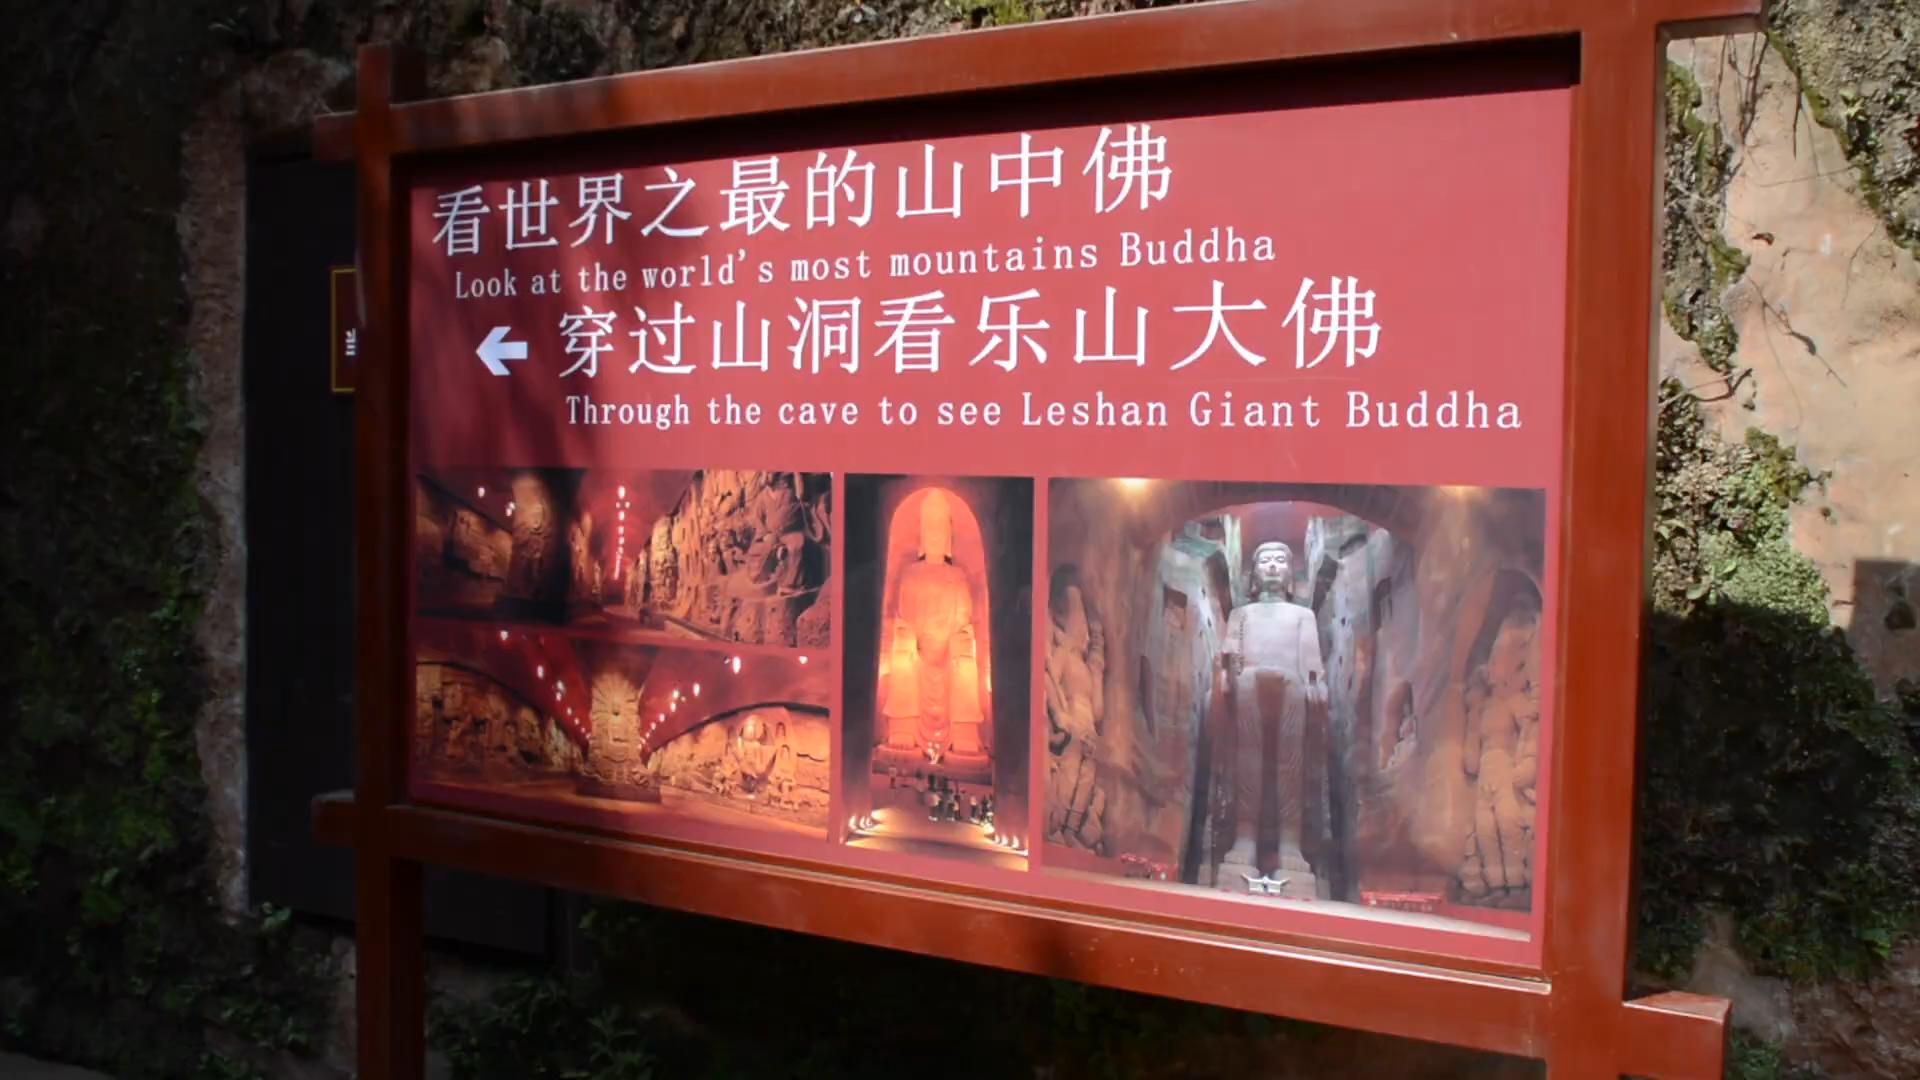 看世界之最的山中佛
Look at the world's most mountains Buddha
穿过山洞看乐山大佛
Through the cave to see Leshan Giant Buddha